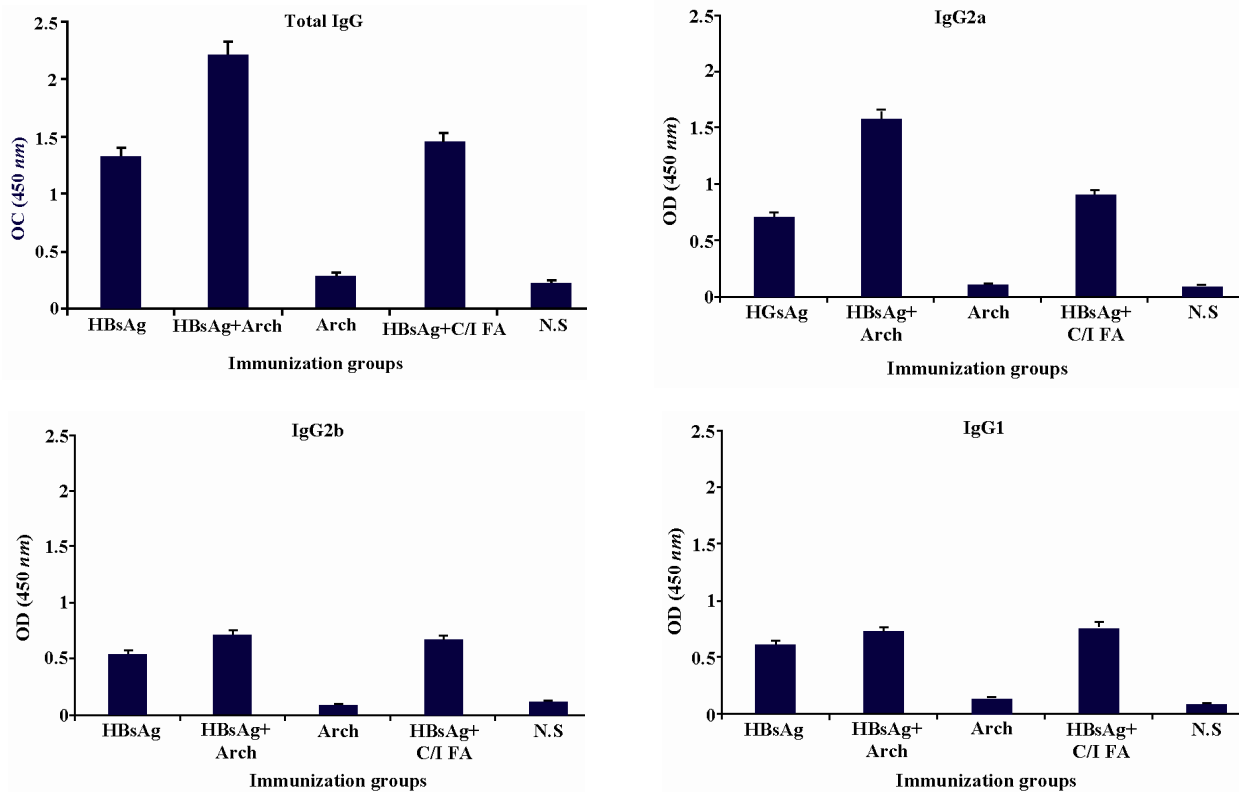 Total IgG
2.5
2
1.5
1
0.5
0
OC (450 nm)
HBsAg HBsAg+Arch Arch HBsAg+C/I FA N.S
Immunization groups
IgG2a
2.5
2
1.5
1
0.5
0
OD (450 nm)
HGsAg HBsAg+ Arch HBsAg+ N.S
Arch C/I FA
Immunization groups
IgG2b
2.5
2
1.5
1
0.5
0
OD (450 nm)
HBsAg HBsAg+ Arch HBsAg+ N.S
Arch C/I FA
Immunization groups
IgG1
2.5
2
1.5
1
0.5
0
OD (450 nm)
HBsAg HBsAg+ Arch HBsAg+ N.S
Arch C/I FA
Immunization groups